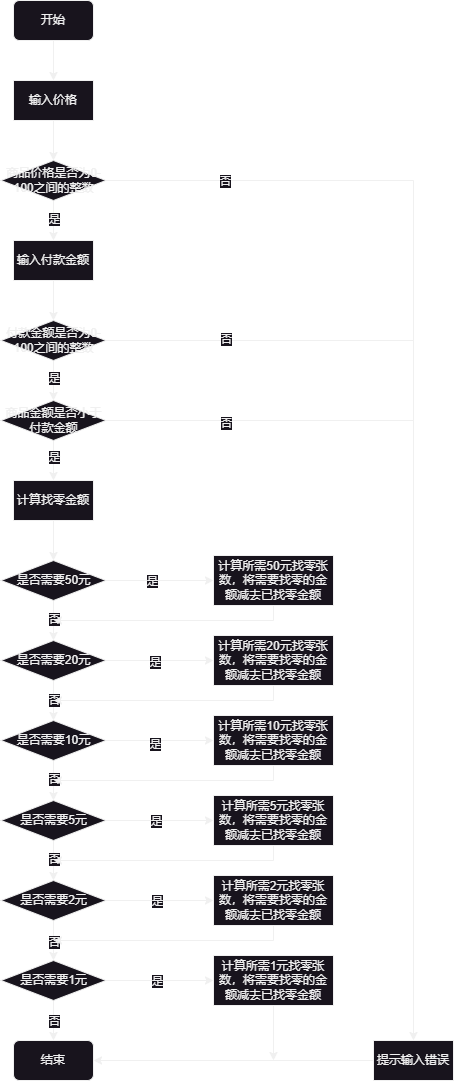 开始
输入价格
商品价格是否为0-
100之间的整数
否
是
输入付款金额
付款金额是否为0-
100之间的整数
否
是
商品金额是否小于
付款金额
否
是
计算找零金额
是否需要50元
是
计算所需50元找零张
数，将需要找零的金
额减去已找零金额
否
是否需要20元
是
计算所需20元找零张
数，将需要找零的金
额减去已找零金额
否
是否需要10元
是
计算所需10元找零张
数，将需要找零的金
额减去已找零金额
否
是否需要5元
是
计算所需5元找零张
数，将需要找零的金
额减去已找零金额
否
是否需要2元
是
计算所需2元找零张
数，将需要找零的金
额减去已找零金额
否
是否需要1元
是
计算所需1元找零张
数，将需要找零的金
额减去已找零金额
否
结束
提示输入错误